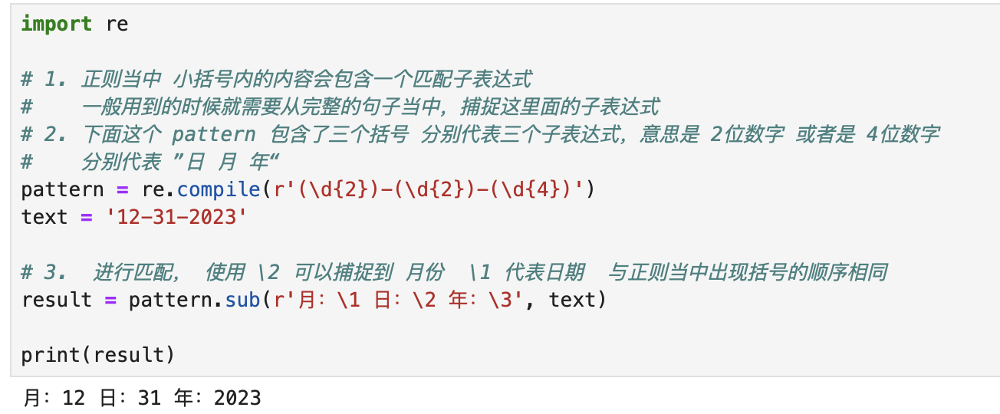 import re
# 1. 正则当中 小括号内的内容会包含一个匹配子表达式
#    一般用到的时候就需要从完整的句子当中，捕捉这里面的子表达式
# 2. 下面这个 pattern 包含了三个括号 分别代表三个子表达式，意思是 2位数字 或者是 4位数字
#    分别代表 ”日 月 年“
pattern = re.compile(r'(\d{2})-(\d{2})-(\d{4})')
text = '12-31-2023'
# 3.  进行匹配， 使用 \2 可以捕捉到 月份  \1 代表日期  与正则当中出现括号的顺序相同
result = pattern.sub(r'月：\1 日：\2 年：\3', text)
print(result)
月：12 日：31 年：2023